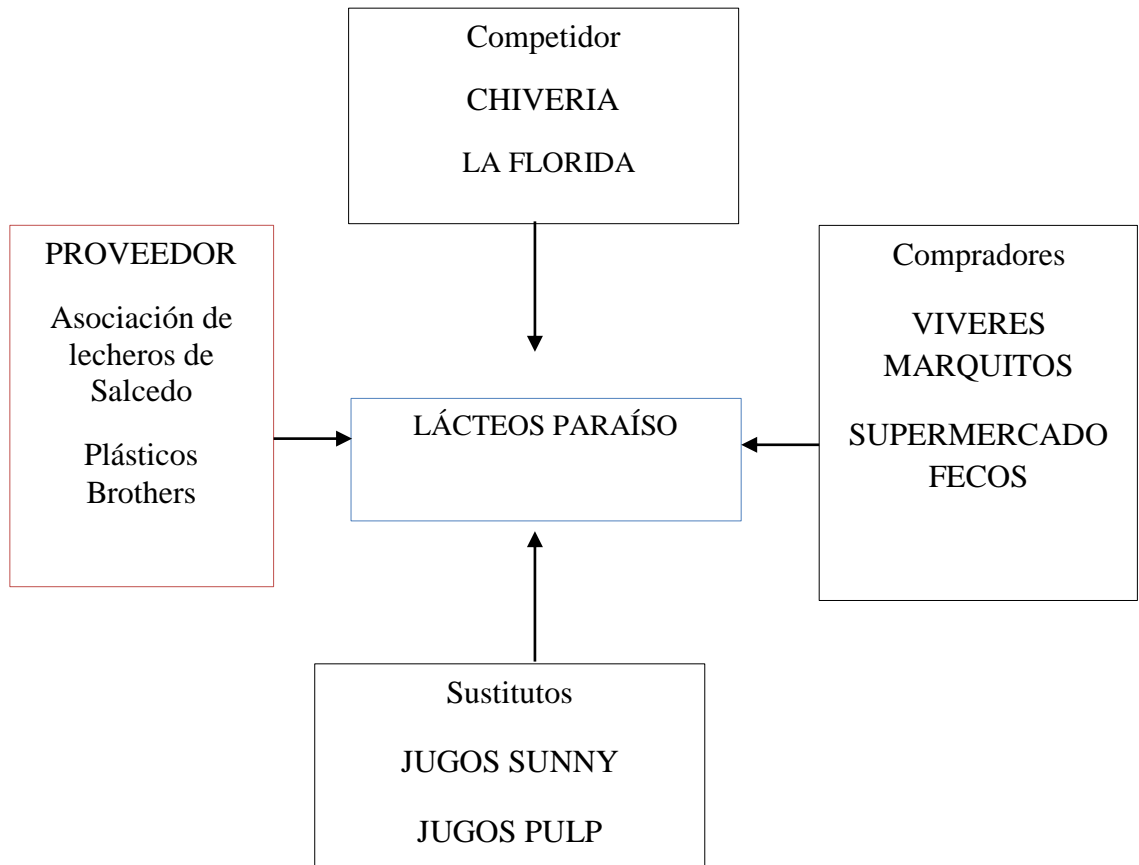 Competidor
CHIVERIA
LA FLORIDA
PROVEEDOR
Asociación de
lecheros de
Salcedo
Plásticos
Brothers
LÁCTEOS PARAÍSO
Compradores
VIVERES
MARQUITOS
SUPERMERCADO
FECOS
Sustitutos
JUGOS SUNNY
JUGOS PULP